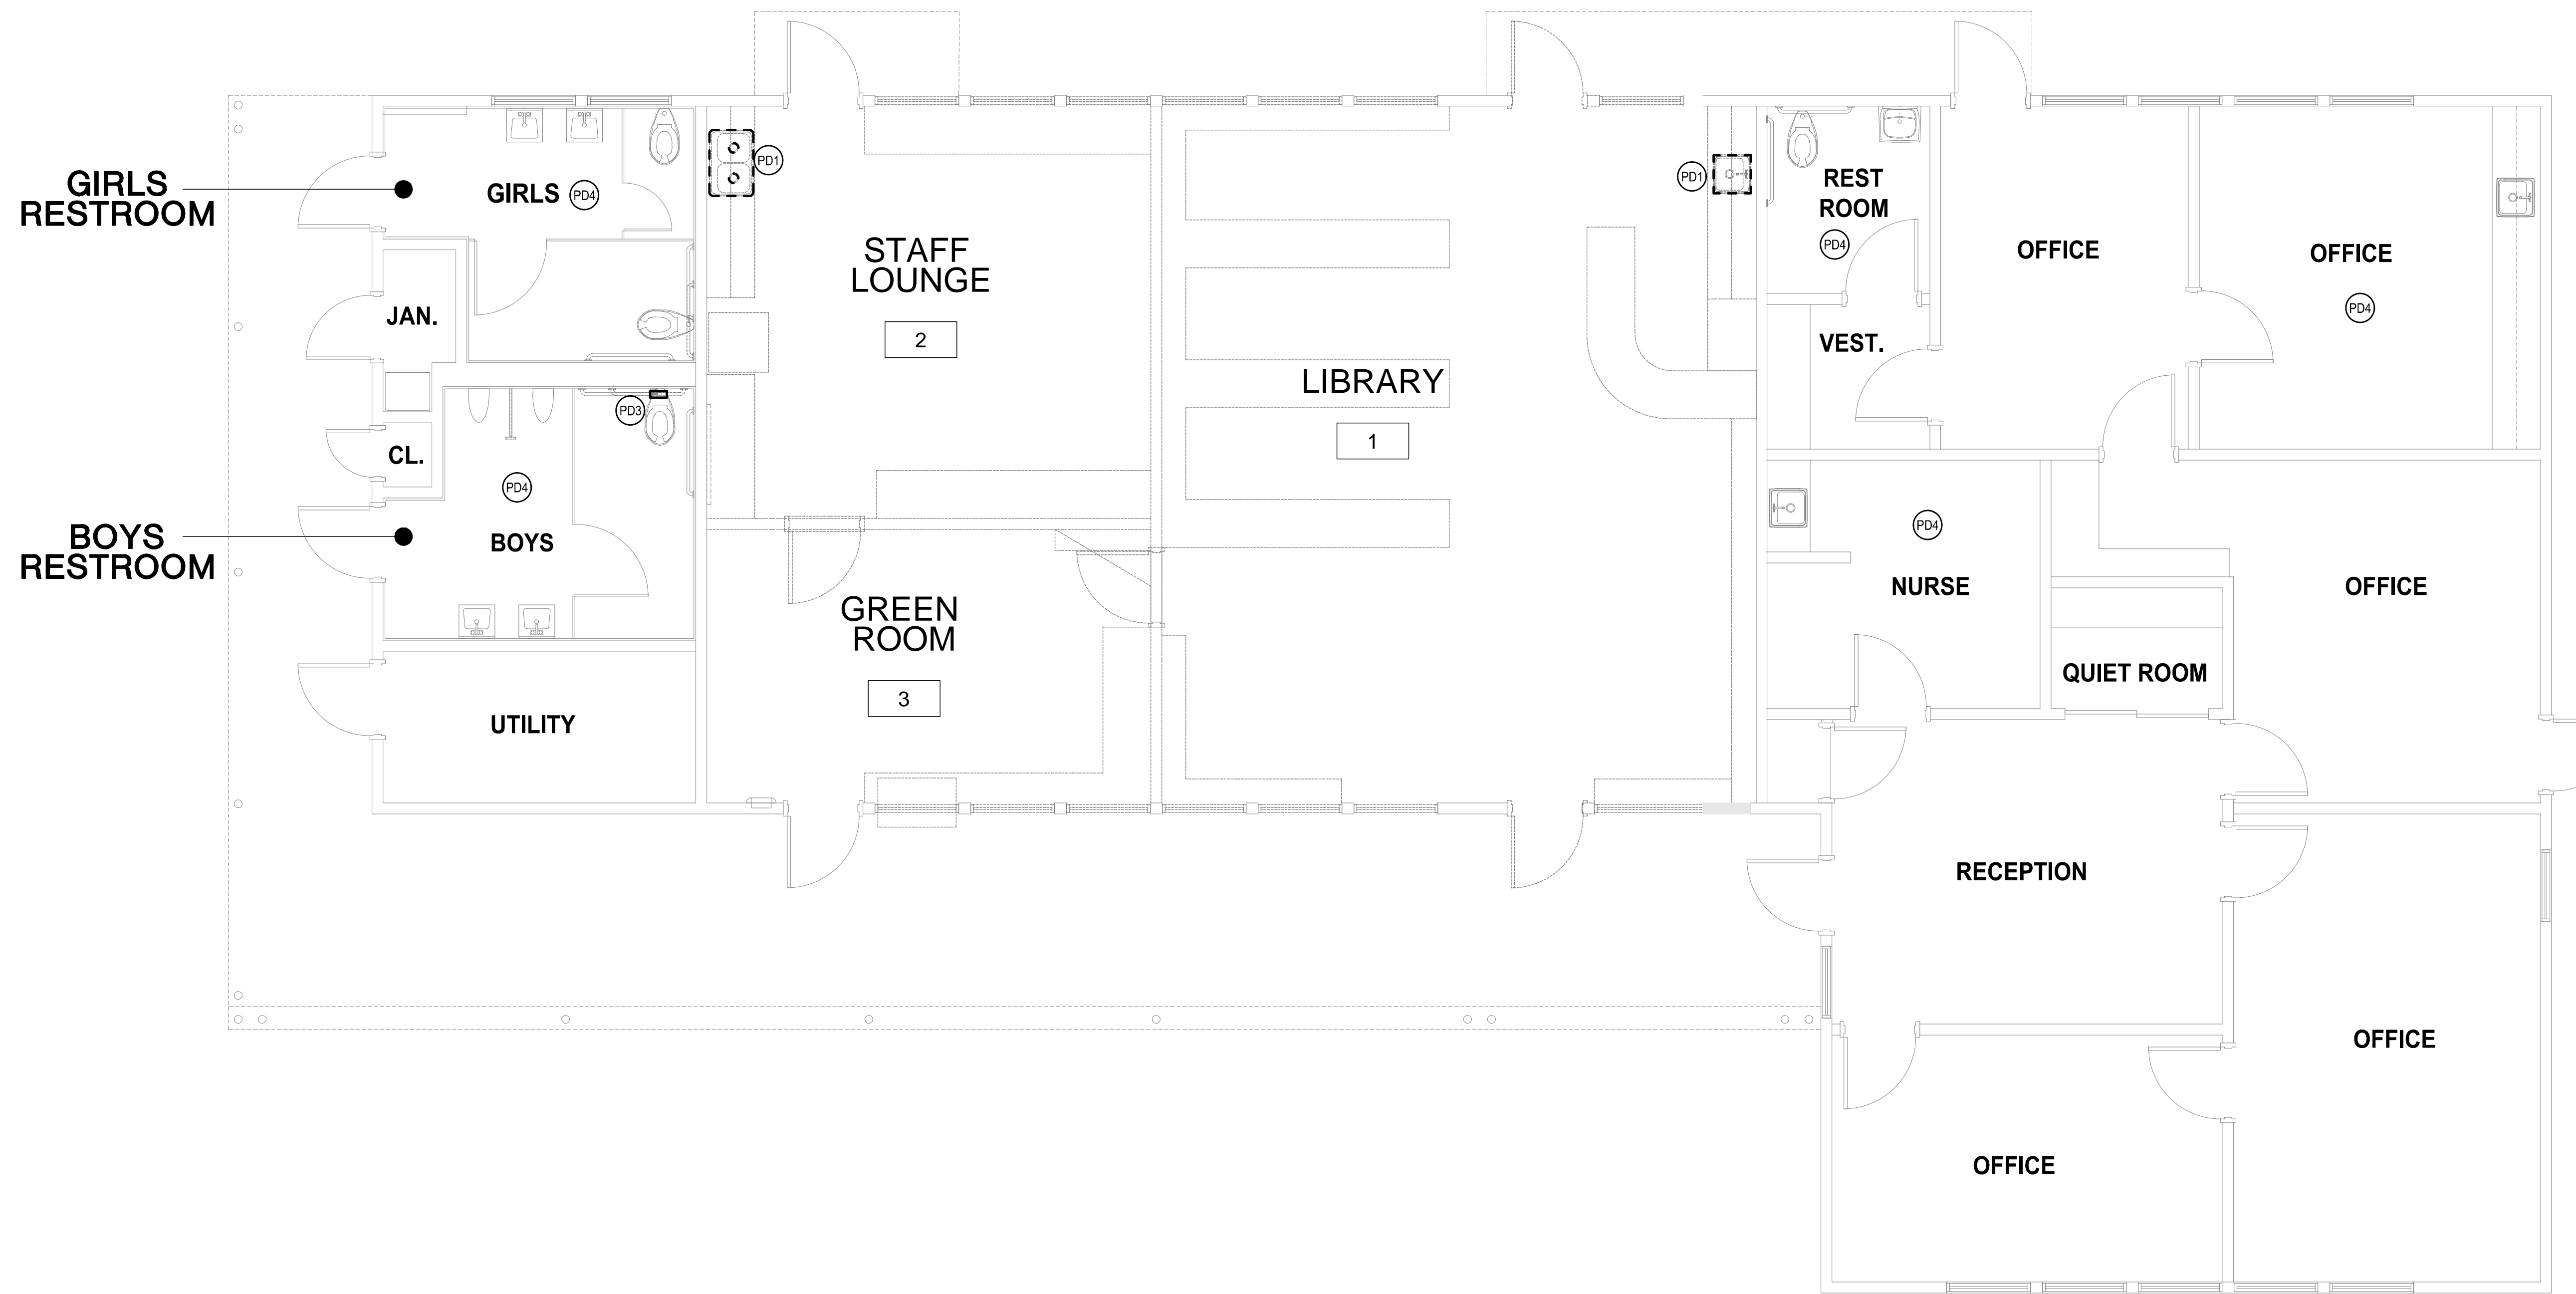 GIRLS
RESTROOM
GIRLS PD4
PD1
STAFF
LOUNGE
2
JAN.
CL.
PD3
PD4
BOYS
RESTROOM
BOYS
UTILITY
GREEN
ROOM
3
LIBRARY
1
PD1
REST
ROOM
PD4
VEST.
OFFICE
OFFICE
PD4
PD4
NURSE
OFFICE
QUIET ROOM
RECEPTION
OFFICE
OFFICE